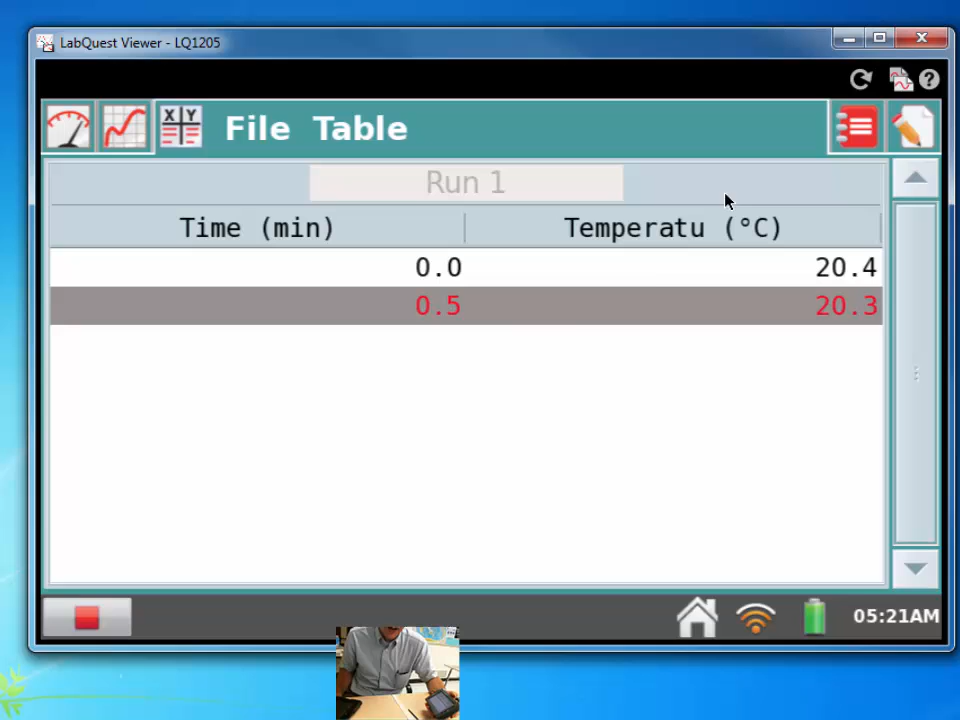 LabQuest Viewer - LQ1205
?
X Y
File Table
Run 1
Time (min) Temperatu (°C)
0.0 20.4
0.5 20.3
05:21AM